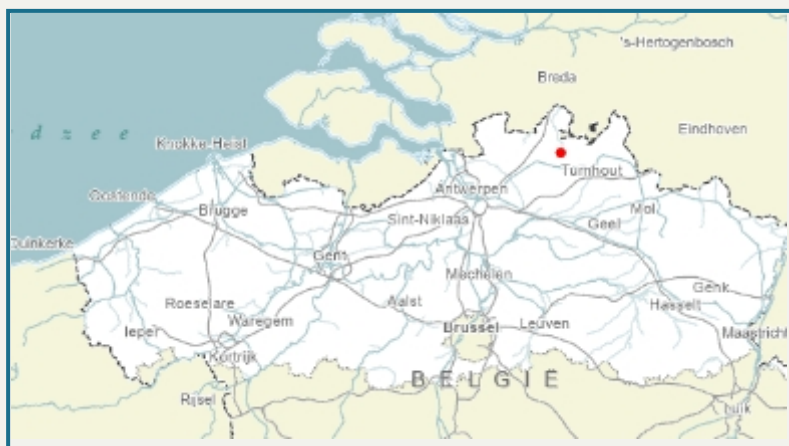 's-Hertogenbosch
Breda
Eindhoven
d z e e
Knokke-Heist
Turnhout
Oostende
Antwerpen
Brugge
Sint-Niklaas
Geel
Mol
Duinkerke
Gent
Mechelen
Genk
Roeselare
Aalst
Hasselt
Ieper
Waregem
Brussel
Leuven
Maastricht
Kortrijk
BELGIË
Rijsel
Luik